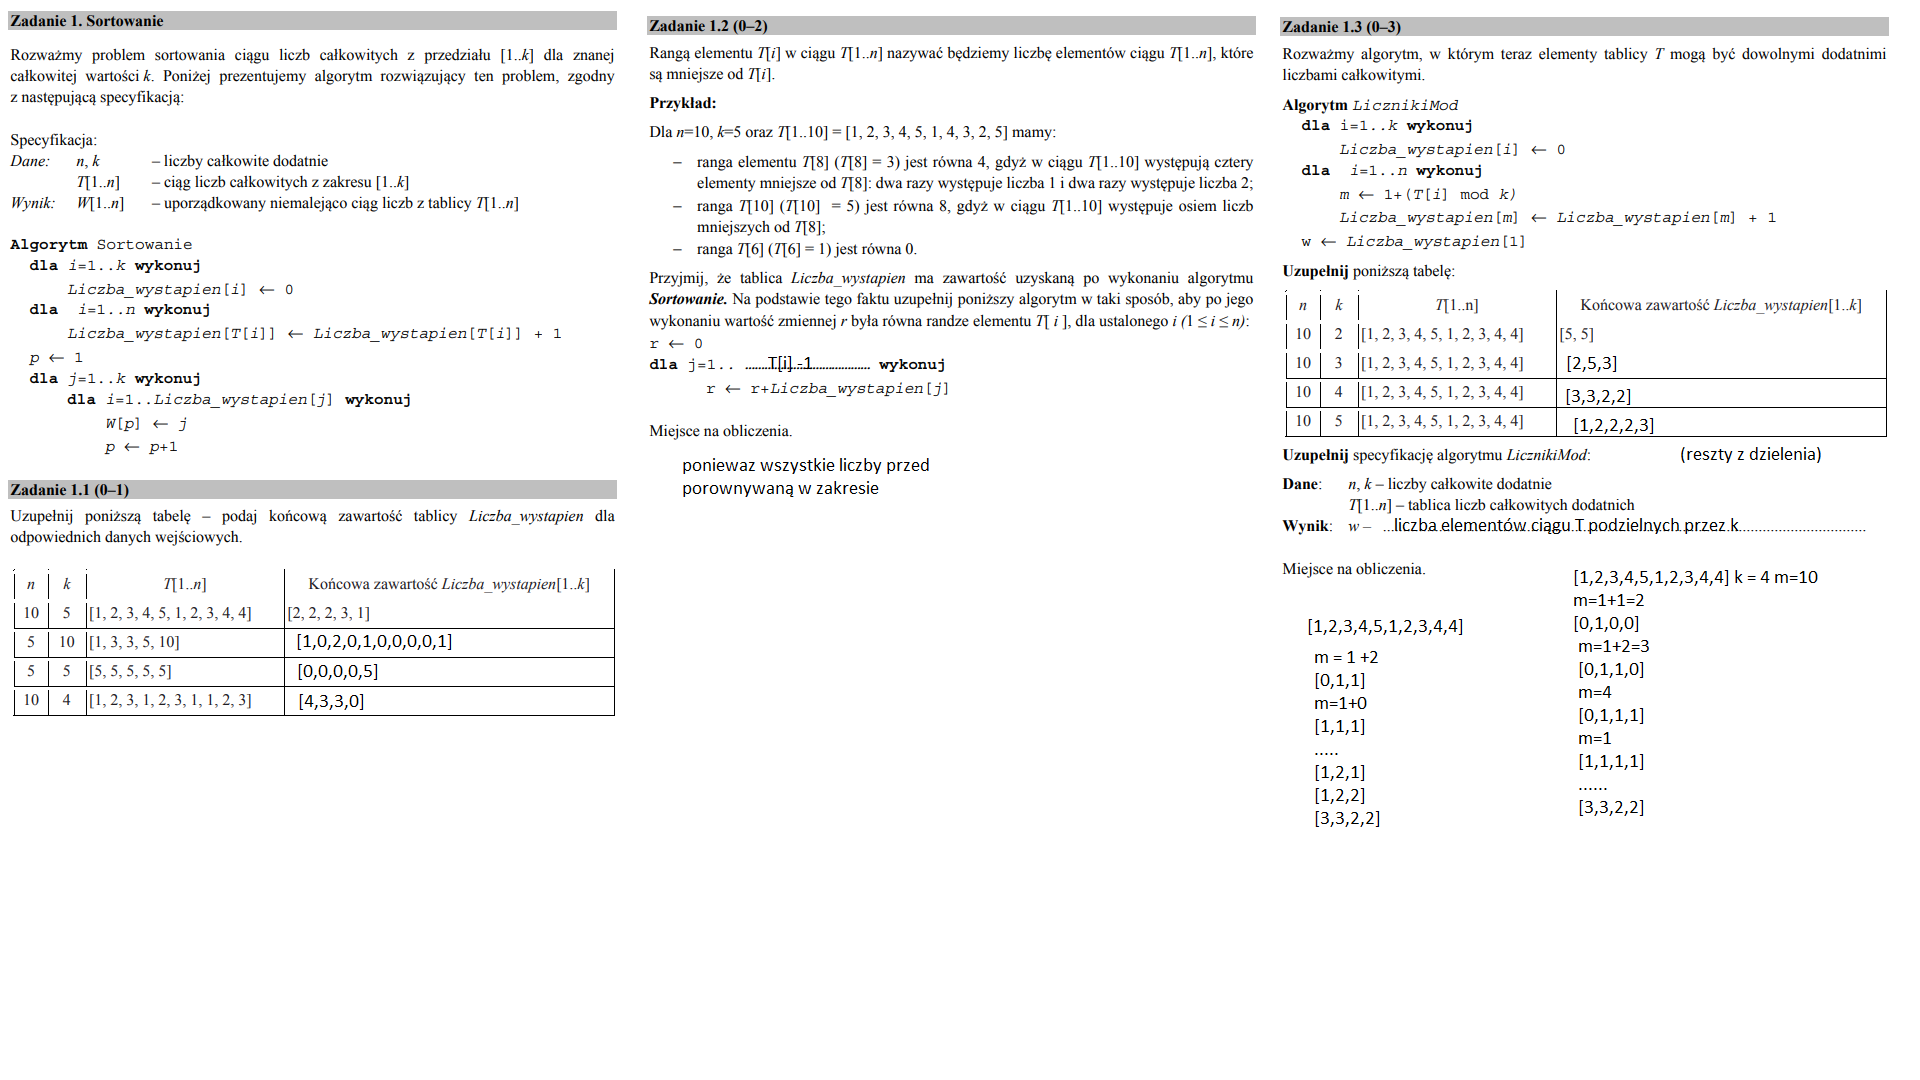 Zadanie 1. Sortowanie
Rozważmy problem sortowania ciągu liczb całkowitych z przedziału [1..k] dla znanej
całkowitej wartości k. Poniżej prezentujemy algorytm rozwiązujący ten problem, zgodny
z następującą specyfikacją:
Specyfikacja:
Dane: n, k – liczby całkowite dodatnie
T[1..n] – ciąg liczb całkowitych z zakresu [1..k]
Wynik: W[1..n] – uporządkowany niemalejąco ciąg liczb z tablicy T[1..n]
Algorytm Sortowanie
dla i=1..k wykonuj
Liczba_wystapien[i] ← 0
dla i=1..n wykonuj
Liczba_wystapien[T[i]] ← Liczba_wystapien[T[i]] + 1
p ← 1
dla j=1..k wykonuj
dla i=1..Liczba_wystapien[j] wykonuj
W[p] ← j
p ← p+1
Zadanie 1.1 (0–1)
Uzupełnij poniższą tabelę – podaj końcową zawartość tablicy Liczba_wystapien dla
odpowiednich danych wejściowych.
n k T[1..n] Końcowa zawartość Liczba_wystapien[1..k]
10 5 [1, 2, 3, 4, 5, 1, 2, 3, 4, 4] [2, 2, 2, 3, 1]
5 10 [1, 3, 3, 5, 10] [1,0,2,0,1,0,0,0,0,1]
5 5 [5, 5, 5, 5, 5] [0,0,0,0,5]
10 4 [1, 2, 3, 1, 2, 3, 1, 1, 2, 3] [4,3,3,0]
Zadanie 1.2 (0–2)
Rangą elementu T[i] w ciągu T[1..n] nazywać będziemy liczbę elementów ciągu T[1..n], które
są mniejsze od T[i].
Przykład:
Dla n=10, k=5 oraz T[1..10] = [1, 2, 3, 4, 5, 1, 4, 3, 2, 5] mamy:
– ranga elementu T[8] (T[8] = 3) jest równa 4, gdyż w ciągu T[1..10] występują cztery
elementy mniejsze od T[8]: dwa razy występuje liczba 1 i dwa razy występuje liczba 2;
– ranga T[10] (T[10] = 5) jest równa 8, gdyż w ciągu T[1..10] występuje osiem liczb
mniejszych od T[8];
– ranga T[6] (T[6] = 1) jest równa 0.
Przyjmij, że tablica Liczba_wystapien ma zawartość uzyskaną po wykonaniu algorytmu
Sortowanie. Na podstawie tego faktu uzupełnij poniższy algorytm w taki sposób, aby po jego
wykonaniu wartość zmiennej r była równa randze elementu T[ i ], dla ustalonego i (1 ≤ i ≤ n):
r ← 0
dla j=1.. ........T[i] -1.................. wykonuj
r ← r+Liczba_wystapien[j]
Miejsce na obliczenia.
poniewaz wszystkie liczby przed
porownywaną w zakresie
Zadanie 1.3 (0–3)
Rozważmy algorytm, w którym teraz elementy tablicy T mogą być dowolnymi dodatnimi
liczbami całkowitymi.
Algorytm LicznikiMod
dla i=1..k wykonuj
Liczba_wystapien[i] ← 0
dla i=1..n wykonuj
m ← 1+(T[i] mod k)
Liczba_wystapien[m] ← Liczba_wystapien[m] + 1
w ← Liczba_wystapien[1]
Uzupełnij poniższą tabelę:
n k T[1..n] Końcowa zawartość Liczba_wystapien[1..k]
10 2 [1, 2, 3, 4, 5, 1, 2, 3, 4, 4] [5, 5]
10 3 [1, 2, 3, 4, 5, 1, 2, 3, 4, 4] [2,5,3]
10 4 [1, 2, 3, 4, 5, 1, 2, 3, 4, 4] [3,3,2,2]
10 5 [1, 2, 3, 4, 5, 1, 2, 3, 4, 4] [1,2,2,2,3]
Uzupełnij specyfikację algorytmu LicznikiMod: (reszty z dzielenia)
Dane: n, k – liczby całkowite dodatnie
T[1..n] – tablica liczb całkowitych dodatnich
Wynik: w – ...liczba elementów ciągu T podzielnych przez k................................
Miejsce na obliczenia.
[1,2,3,4,5,1,2,3,4,4]
m = 1 +2
[0,1,1]
m=1+0
[1,1,1]
.....
[1,2,1]
[1,2,2]
[3,3,2,2]
[1,2,3,4,5,1,2,3,4,4] k = 4 m=10
m=1+1=2
[0,1,0,0]
m=1+2=3
[0,1,1,0]
m=4
[0,1,1,1]
m=1
[1,1,1,1]
......
[3,3,2,2]